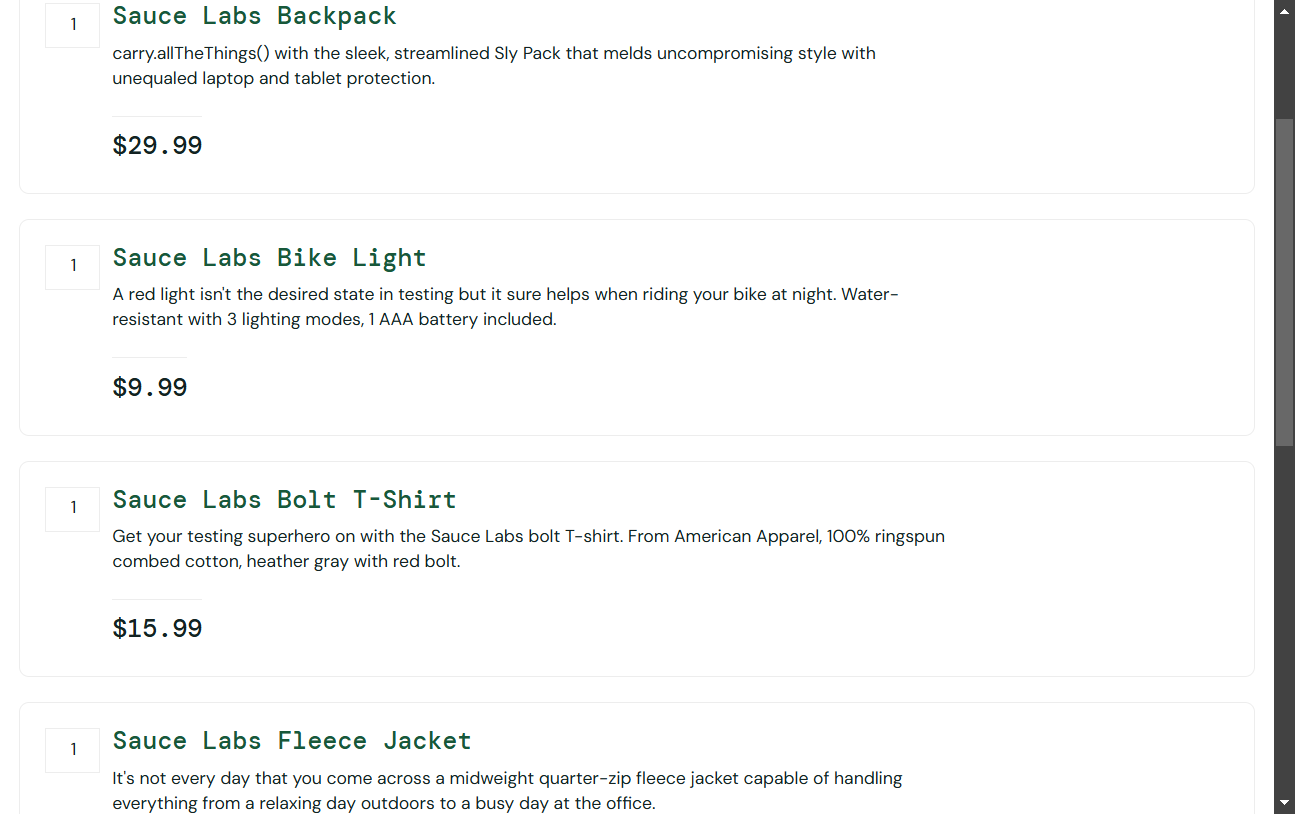 1
Sauce Labs Backpack
carry.allTheThings() with the sleek, streamlined Sly Pack that melds uncompromising style with
unequaled laptop and tablet protection.
$29.99
1
Sauce Labs Bike Light
A red light isn't the desired state in testing but it sure helps when riding your bike at night. Water-
resistant with 3 lighting modes, 1 AAA battery included.
$9.99
1
Sauce Labs Bolt T-Shirt
Get your testing superhero on with the Sauce Labs bolt T-shirt. From American Apparel, 100% ringspun
combed cotton, heather gray with red bolt.
$15.99
1
Sauce Labs Fleece Jacket
It's not every day that you come across a midweight quarter-zip fleece jacket capable of handling
everything from a relaxing day outdoors to a busy day at the office.